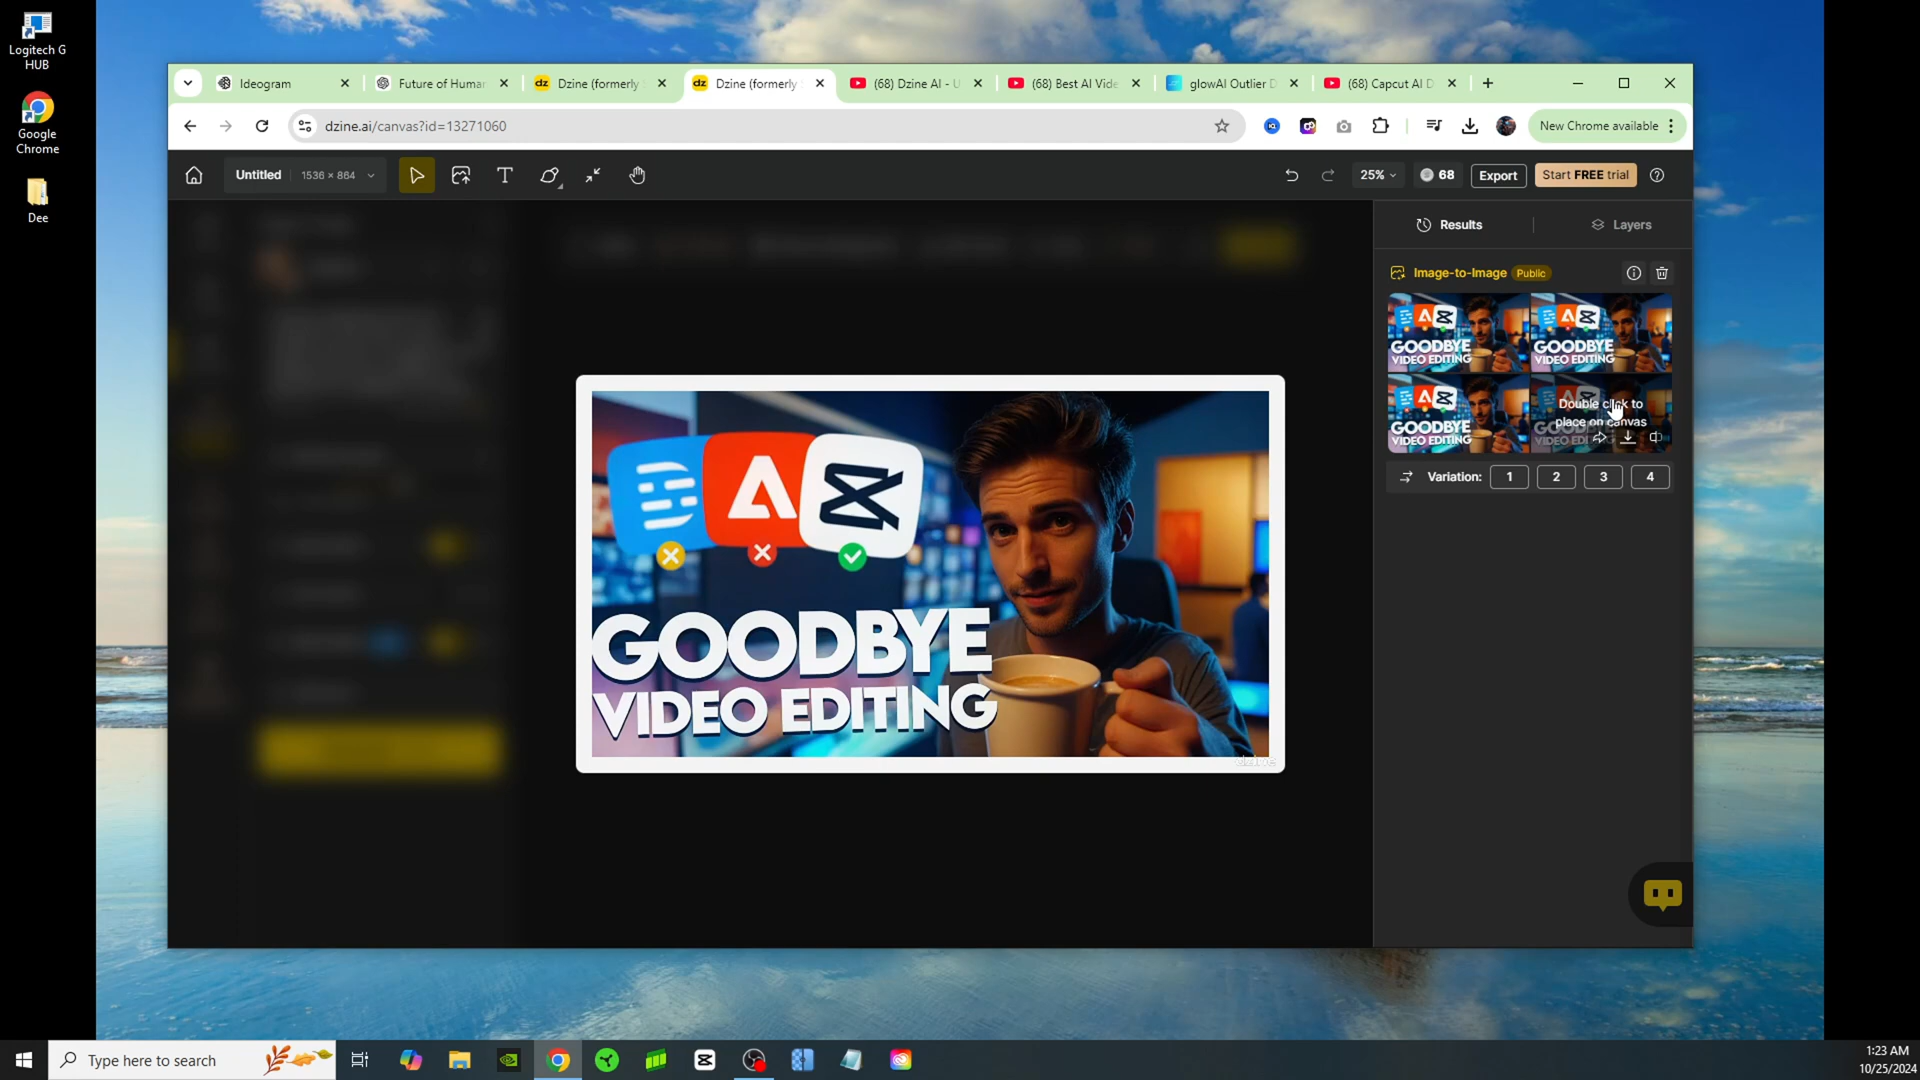 Logitech G
HUB
Google
Chrome
Dee
Ideogram
Future of Human
Dzine (formerly
Dzine (formerly
(68) Dzine AI - U
(68) Best AI Vide
glowAI Outlier D
(68) Capcut AI D
dzine.ai/canvas?id=13271060
New Chrome available
Untitled
1536 × 864
25%
68
Export
Start FREE trial
Results
Layers
Image-to-Image
Public
GOODBYE
VIDEO EDITING
GOODBYE
VIDEO EDITING
GOODBYE
VIDEO EDITING
Double click to
place on canvas
GOODBYE
VIDEO EDITING
Variation:
1
2
3
4
GOODBYE
VIDEO EDITING
dzine
Type here to search
1:23 AM
10/25/2024